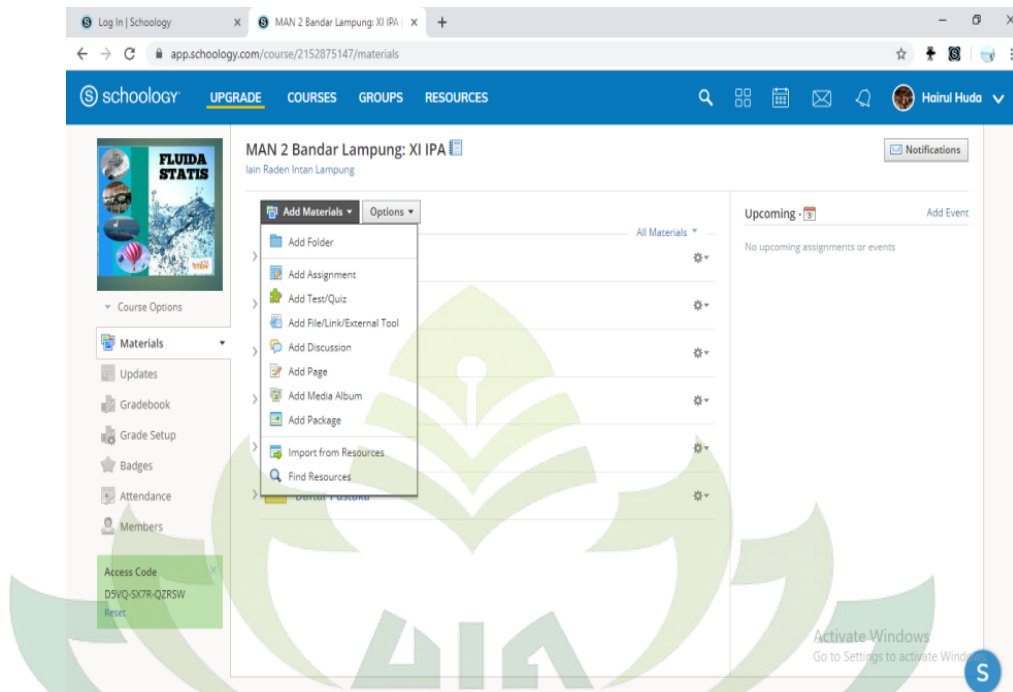 Log In | Schoology
MAN 2 Bandar Lampung: XI IPA |
app.schoology.com/course/2152875147/materials
schoology UPGRADE COURSES GROUPS RESOURCES Hairul Huda
FLUIDA
STATIS
MAN 2 Bandar Lampung: XI IPA
Iain Raden Intan Lampung
Notifications
Add Materials Options
All Materials
Add Folder
Add Assignment
Add Test/Quiz
Add File/Link/External Tool
Add Discussion
Add Page
Add Media Album
Add Package
Import from Resources
Find Resources
Daftar Pustaka
Upcoming · Add Event
No upcoming assignments or events
Course Options
Materials
Updates
Gradebook
Grade Setup
Badges
Attendance
Members
Access Code
D5VQ-SX7R-QZRSW
Reset
Activate Windows
Go to Settings to activate Windows